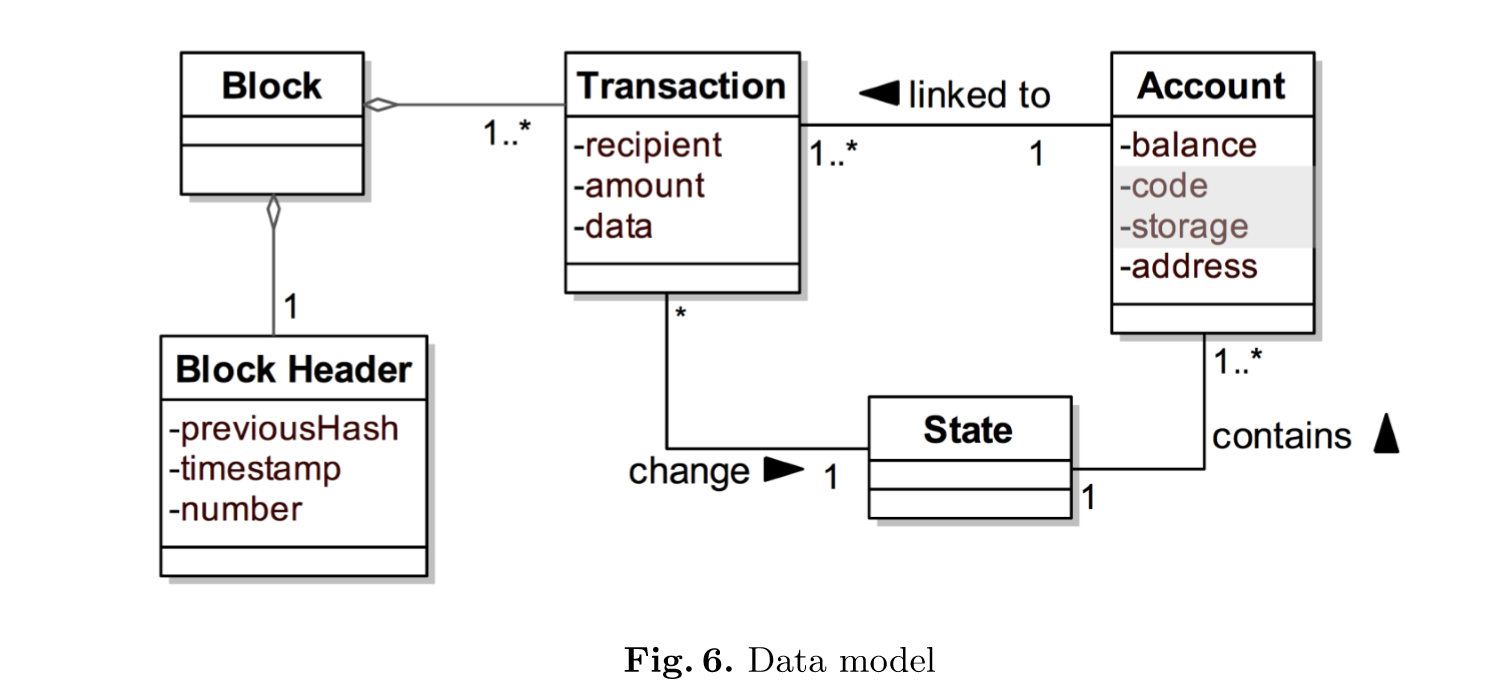 Block
1..*
1
Block Header
-previousHash
-timestamp
-number
Transaction
-recipient
-amount
-data
◄ linked to
1..*
1
Account
-balance
-code
-storage
-address
*
change ►
1
State
1
1..*
contains ▲
Fig. 6. Data model